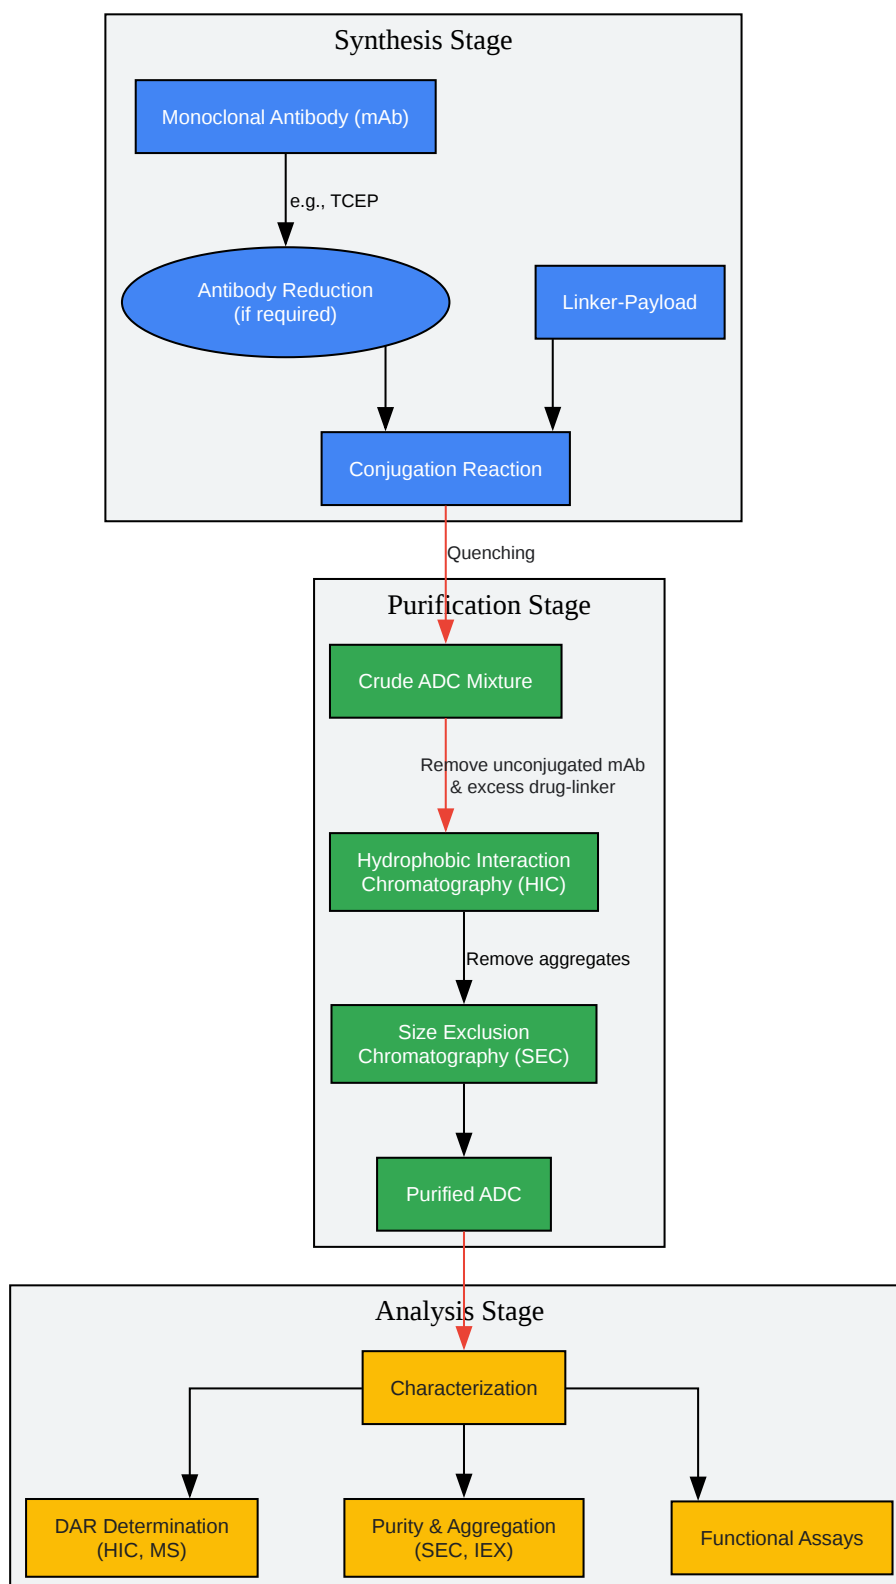 Synthesis Stage
Monoclonal Antibody (mAb)
e.g., TCEP
Antibody Reduction
(if required)
Linker-Payload
Conjugation Reaction
Quenching
Purification Stage
Crude ADC Mixture
Remove unconjugated mAb
& excess drug-linker
Hydrophobic Interaction
Chromatography (HIC)
Remove aggregates
Size Exclusion
Chromatography (SEC)
Purified ADC
Analysis Stage
Characterization
DAR Determination
(HIC, MS)
Purity & Aggregation
(SEC, IEX)
Functional Assays